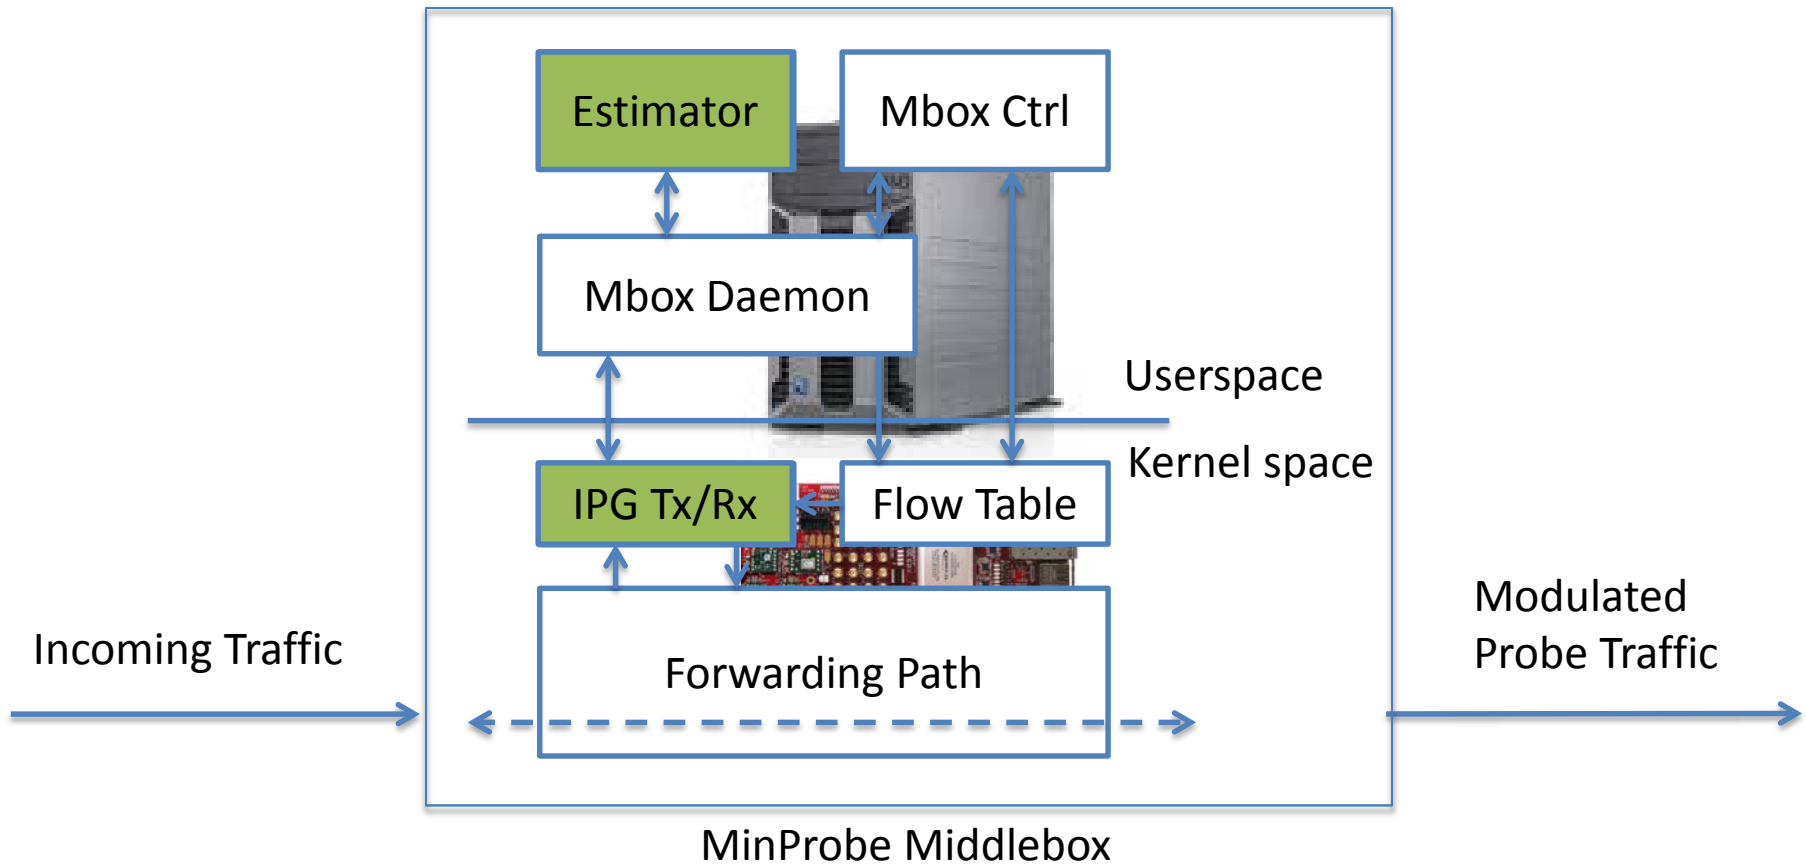 Estimator
Mbox Ctrl
Mbox Daemon
Userspace
Kernel space
IPG Tx/Rx
Flow Table
Incoming Traffic
Forwarding Path
Modulated
Probe Traffic
MinProbe Middlebox